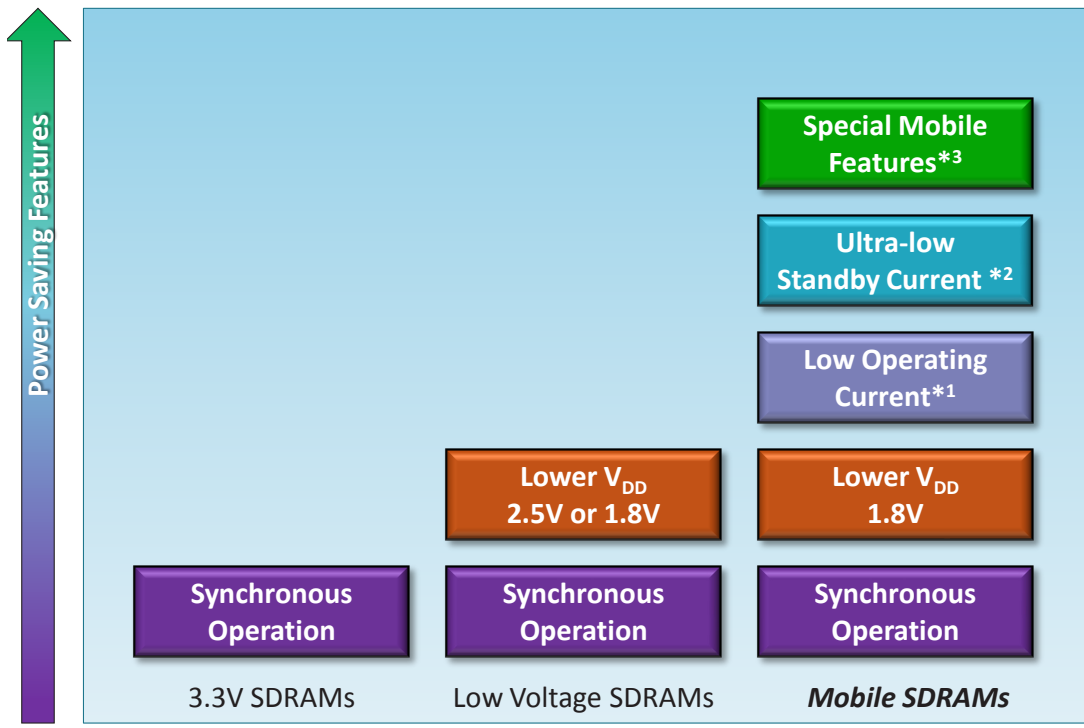 Power Saving Features
Special Mobile
Features*3
Ultra-low
Standby Current *2
Low Operating
Current*1
Lower VDD
2.5V or 1.8V
Lower VDD
1.8V
Synchronous
Operation
Synchronous
Operation
Synchronous
Operation
3.3V SDRAMs
Low Voltage SDRAMs
Mobile SDRAMs